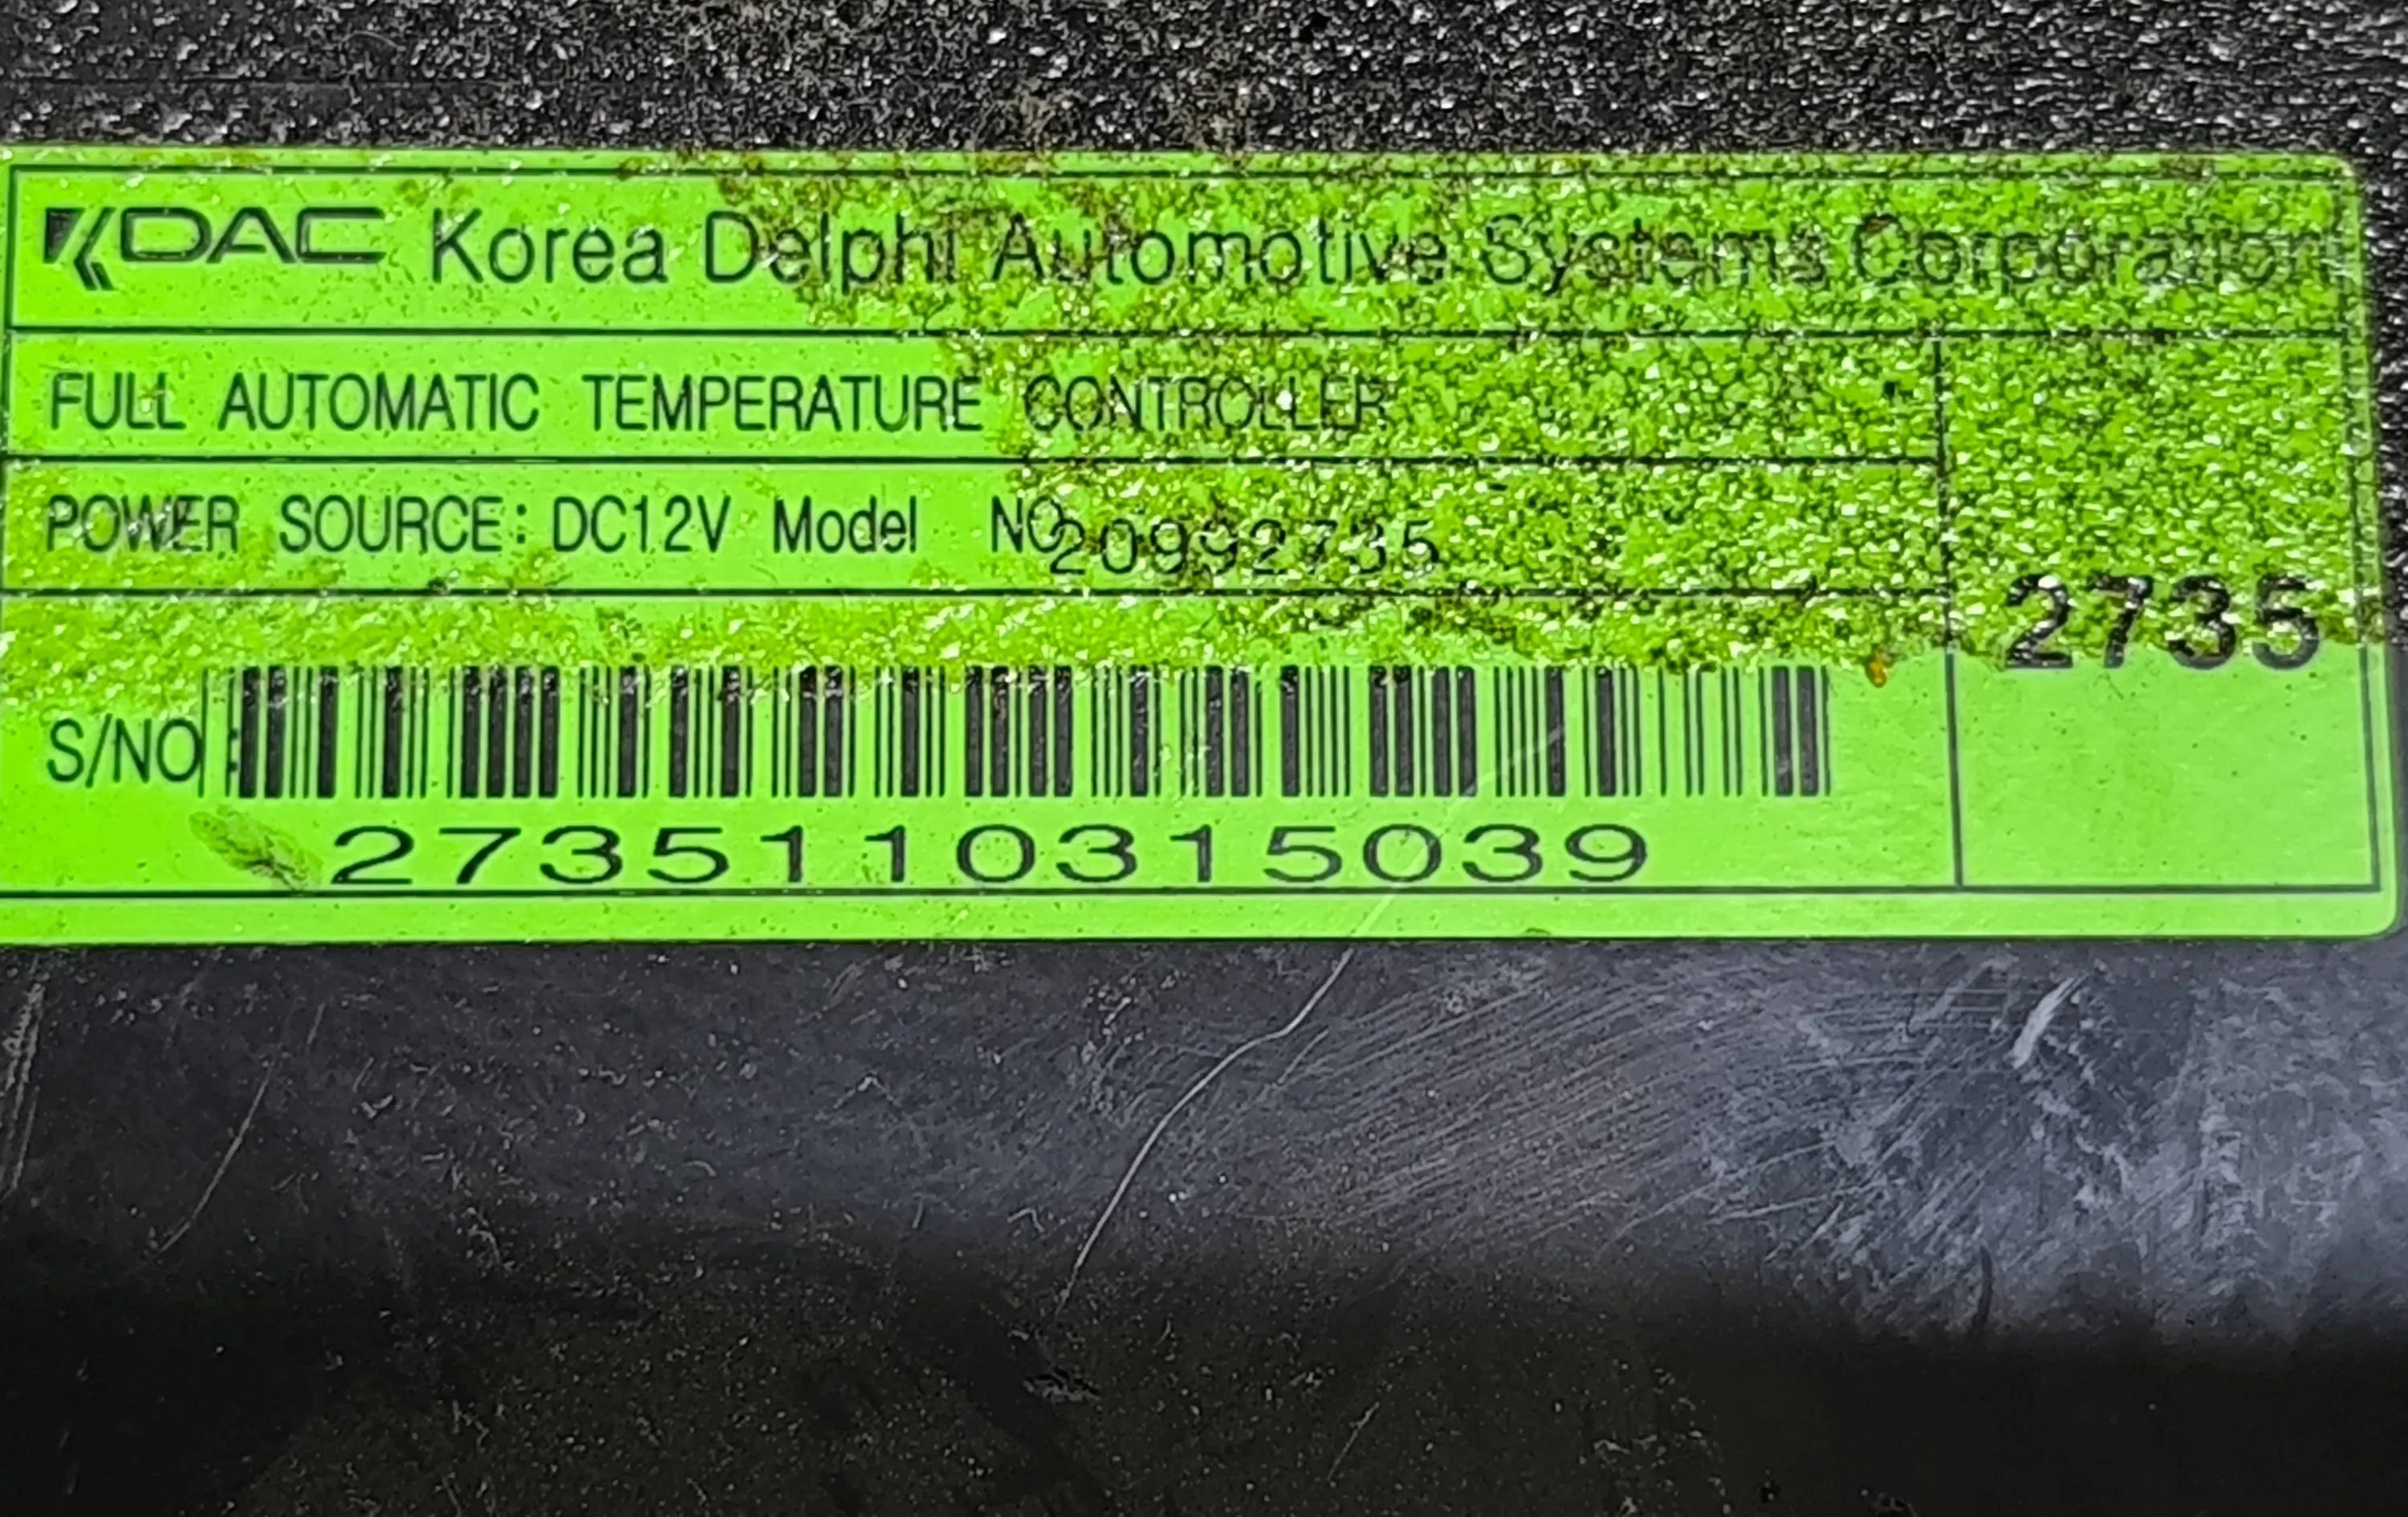 KDAC Korea Delphi Automotive Systems Corporation
FULL AUTOMATIC TEMPERATURE CONTROLLER
POWER SOURCE: DC12V Model NO 20992735
2735
S/NO :
2735110315039